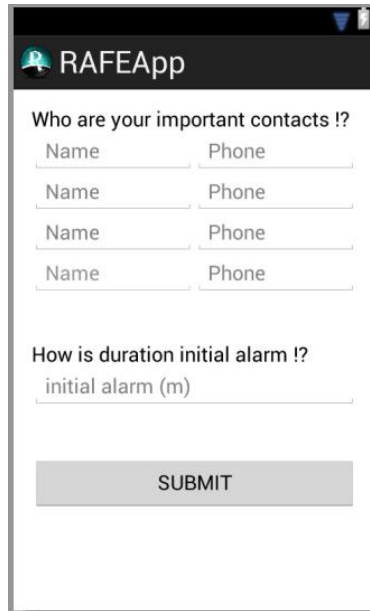 RAFEApp
Who are your important contacts !?
Name Phone
Name Phone
Name Phone
Name Phone
How is duration initial alarm !?
initial alarm (m)
SUBMIT